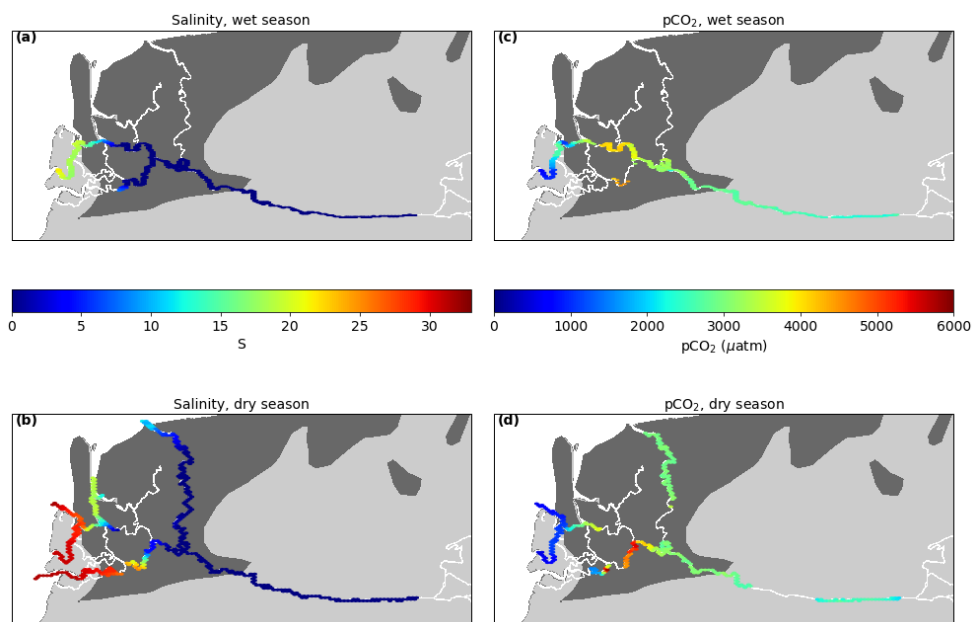 Salinity, wet season
(a)
pCO₂, wet season
(c)
0 5 10 15 20 25 30
S
0 1000 2000 3000 4000 5000 6000
pCO₂ (μatm)
Salinity, dry season
(b)
pCO₂, dry season
(d)